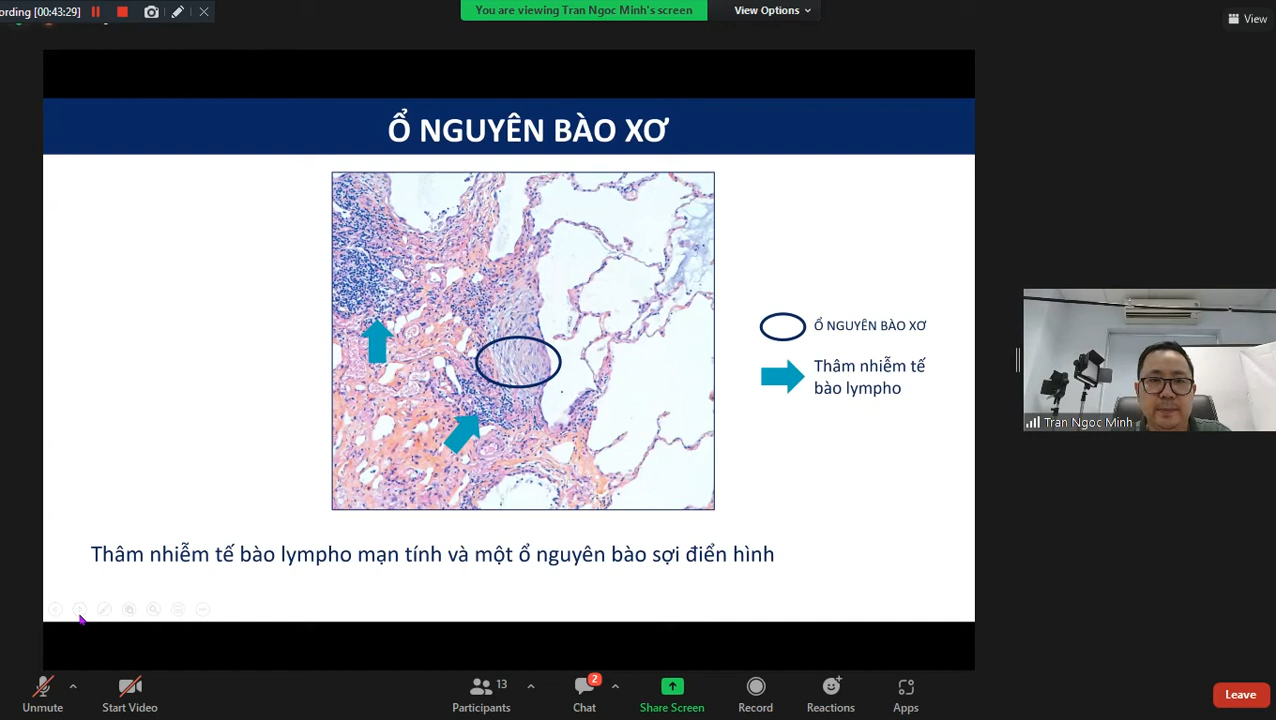 ording [00:43:29]
You are viewing Tran Ngoc Minh's screen
View Options
View
Ổ NGUYÊN BÀO XƠ
Ổ NGUYÊN BÀO XƠ
Thâm nhiễm tế
bào lympho
Tran Ngoc Minh
Thâm nhiễm tế bào lympho mạn tính và một ổ nguyên bào sợi điển hình
13
2
Unmute
Start Video
Participants
Chat
Share Screen
Record
Reactions
Apps
Leave